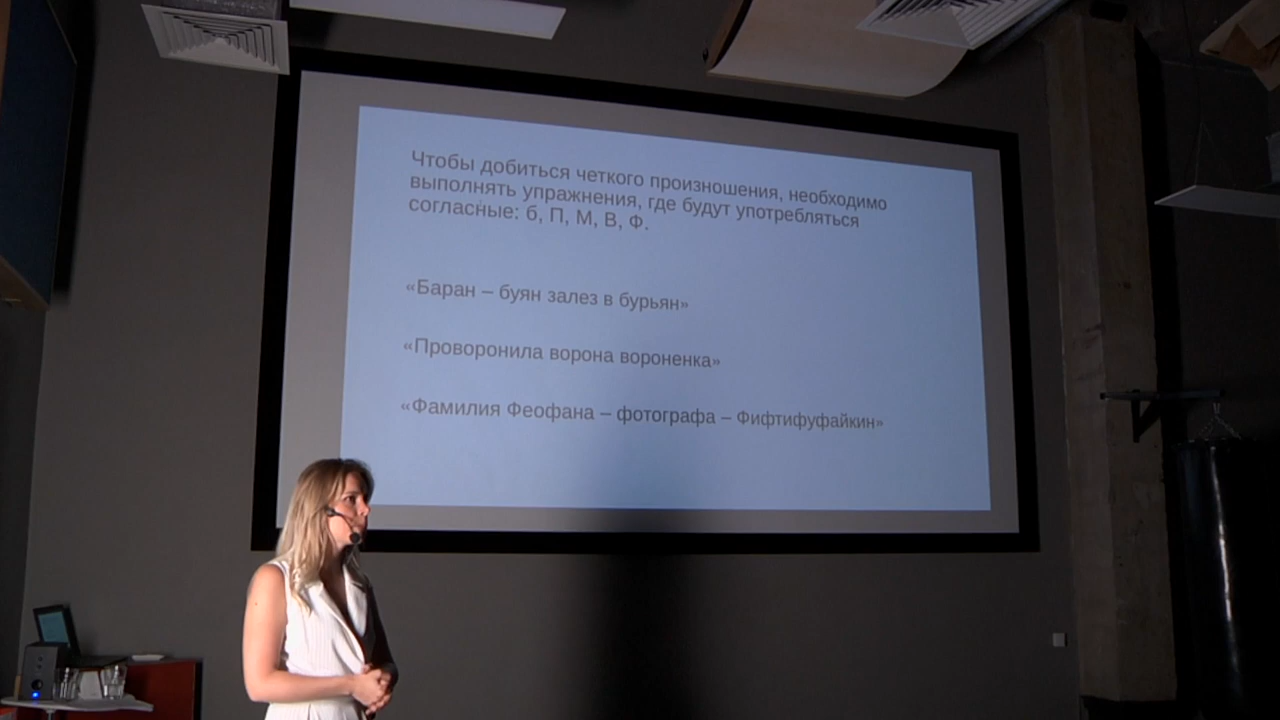 Чтобы добиться четкого произношения, необходимо
выполнять упражнения, где будут употребляться
согласные: б, П, М, В, Ф.
«Баран – буян залез в бурьян»
«Проворонила ворона вороненка»
«Фамилия Феофана – фотографа – Фифтифуфайкин»